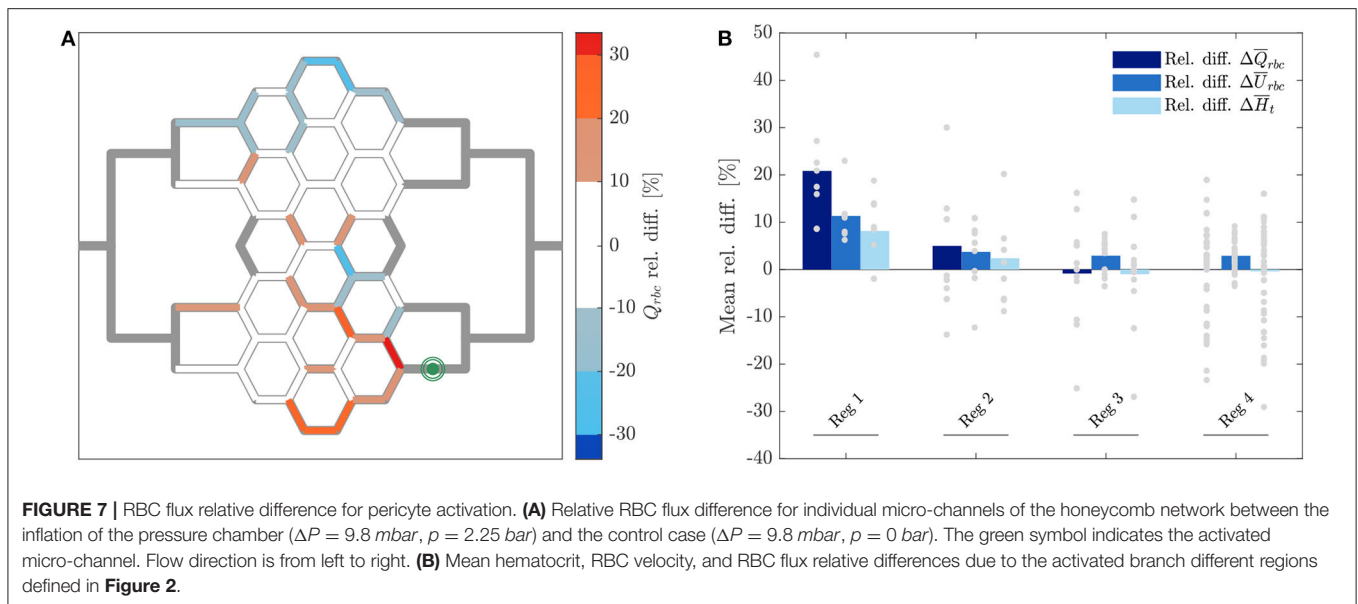 A
30
20
10
0
-10
-20
-30
Q_rbc rel. diff. [%]
B
50
40
30
20
10
0
-10
-20
-30
-40
Mean rel. diff. [%]
Rel. diff. ΔQ̅_rbc
Rel. diff. ΔU̅_rbc
Rel. diff. ΔH̅_t
Reg 1
Reg 2
Reg 3
Reg 4
FIGURE 7 | RBC flux relative difference for pericyte activation. (A) Relative RBC flux difference for individual micro-channels of the honeycomb network between the
inflation of the pressure chamber (ΔP = 9.8 mbar, p = 2.25 bar) and the control case (ΔP = 9.8 mbar, p = 0 bar). The green symbol indicates the activated
micro-channel. Flow direction is from left to right. (B) Mean hematocrit, RBC velocity, and RBC flux relative differences due to the activated branch different regions
defined in Figure 2.